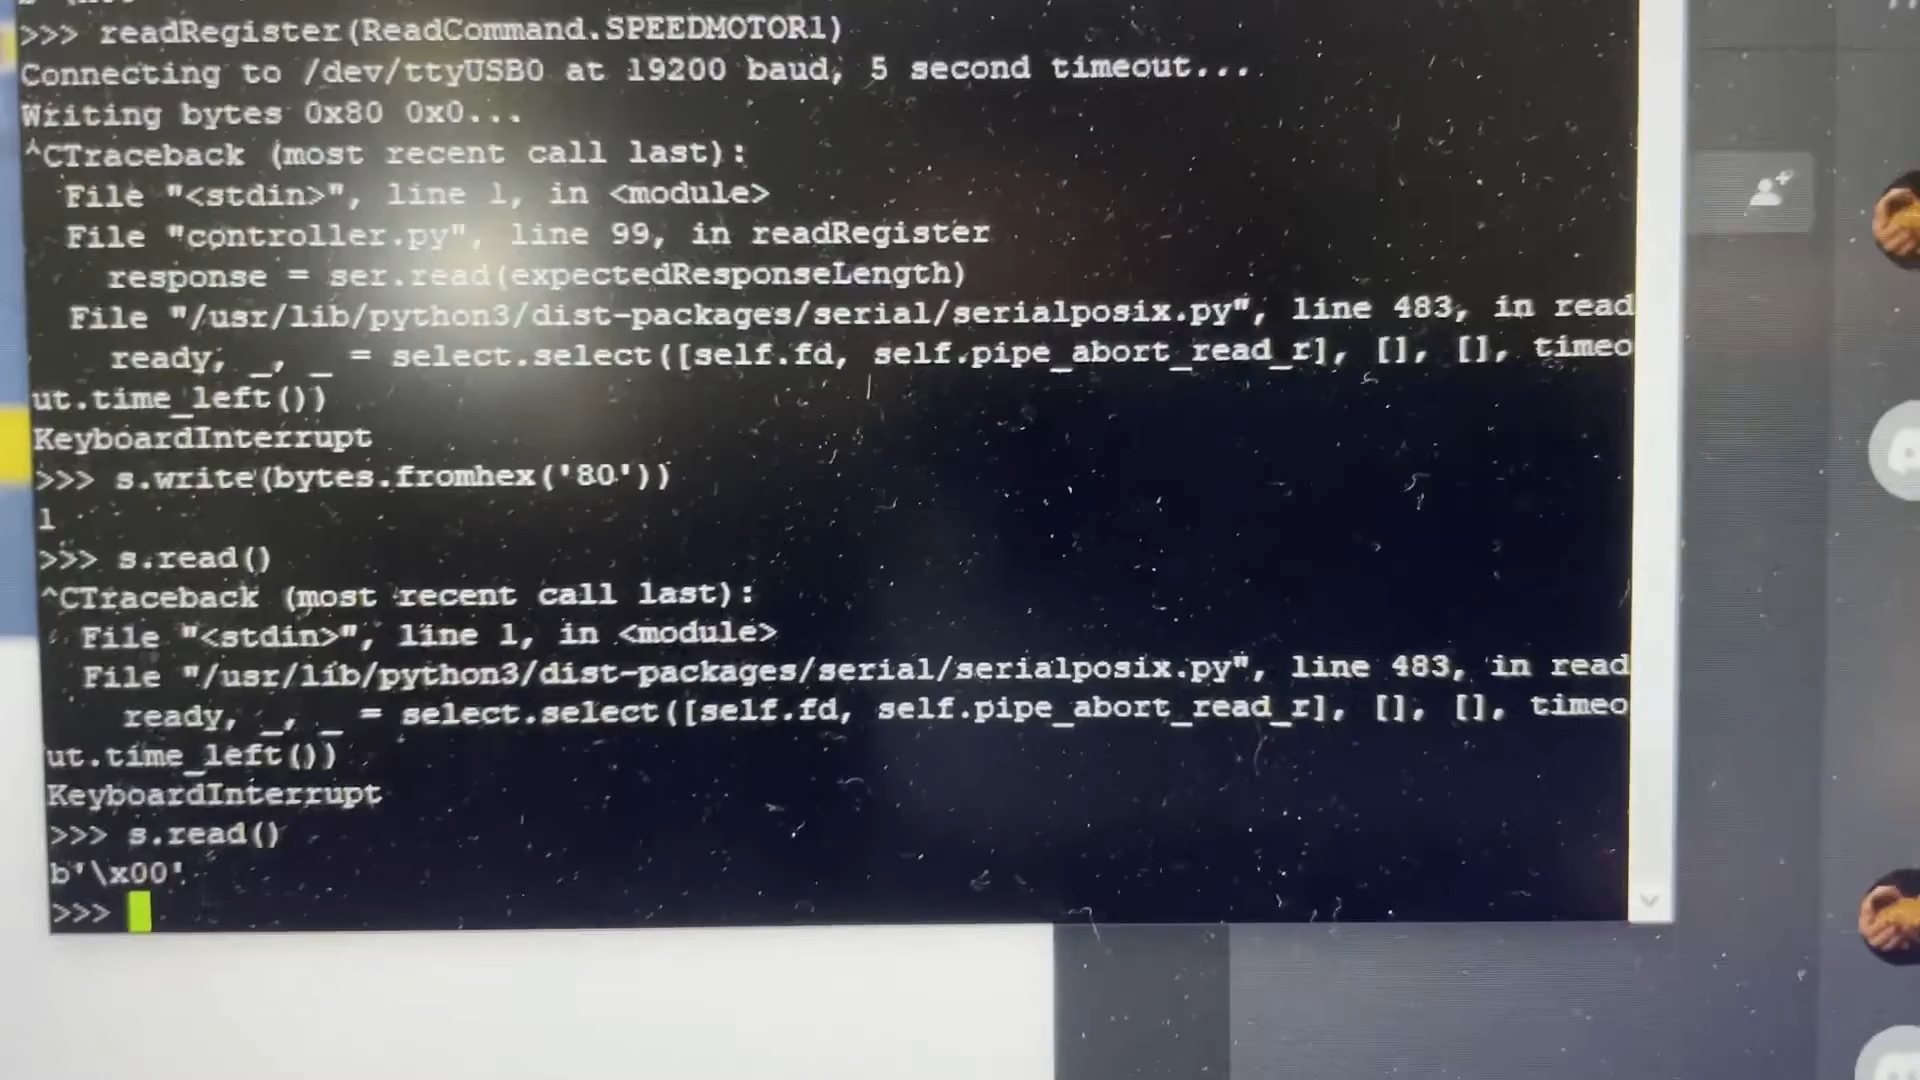 >>> readRegister(ReadCommand.SPEEDMOTOR1)
Connecting to /dev/ttyUSB0 at 19200 baud, 5 second timeout...
Writing bytes 0x80 0x0...
^CTraceback (most recent call last):
  File "<stdin>", line 1, in <module>
  File "controller.py", line 99, in readRegister
    response = ser.read(expectedResponseLength)
  File "/usr/lib/python3/dist-packages/serial/serialposix.py", line 483, in read
    ready, _, _ = select.select([self.fd, self.pipe_abort_read_r], [], [], timeo
ut.time_left())
KeyboardInterrupt
>>> s.write(bytes.fromhex('80'))
1
>>> s.read()
^CTraceback (most recent call last):
  File "<stdin>", line 1, in <module>
  File "/usr/lib/python3/dist-packages/serial/serialposix.py", line 483, in read
    ready, _, _ = select.select([self.fd, self.pipe_abort_read_r], [], [], timeo
ut.time_left())
KeyboardInterrupt
>>> s.read()
b'\x00'
>>>